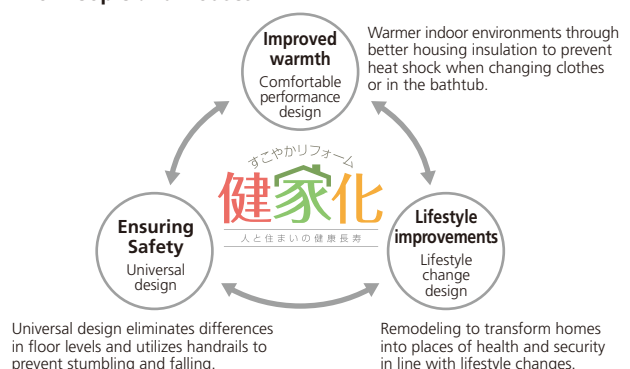 Improved
warmth
Comfortable
performance
design
Warmer indoor environments through
better housing insulation to prevent
heat shock when changing clothes
or in the bathtub.
すこやかリフォーム
健家化
人と住まいの健康長寿
Ensuring
Safety
Universal
design
Lifestyle
improvements
Lifestyle
change
design
Universal design eliminates differences
in floor levels and utilizes handrails to
prevent stumbling and falling.
Remodeling to transform homes
into places of health and security
in line with lifestyle changes.